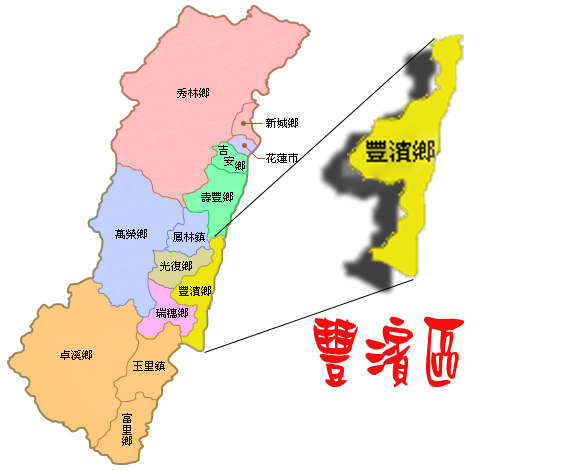 秀林鄉
新城鄉
花蓮市
吉安鄉
壽豐鄉
萬榮鄉
鳳林鎮
光復鄉
豐濱鄉
瑞穗鄉
卓溪鄉
玉里鎮
富里鄉
豐濱鄉
豐濱區